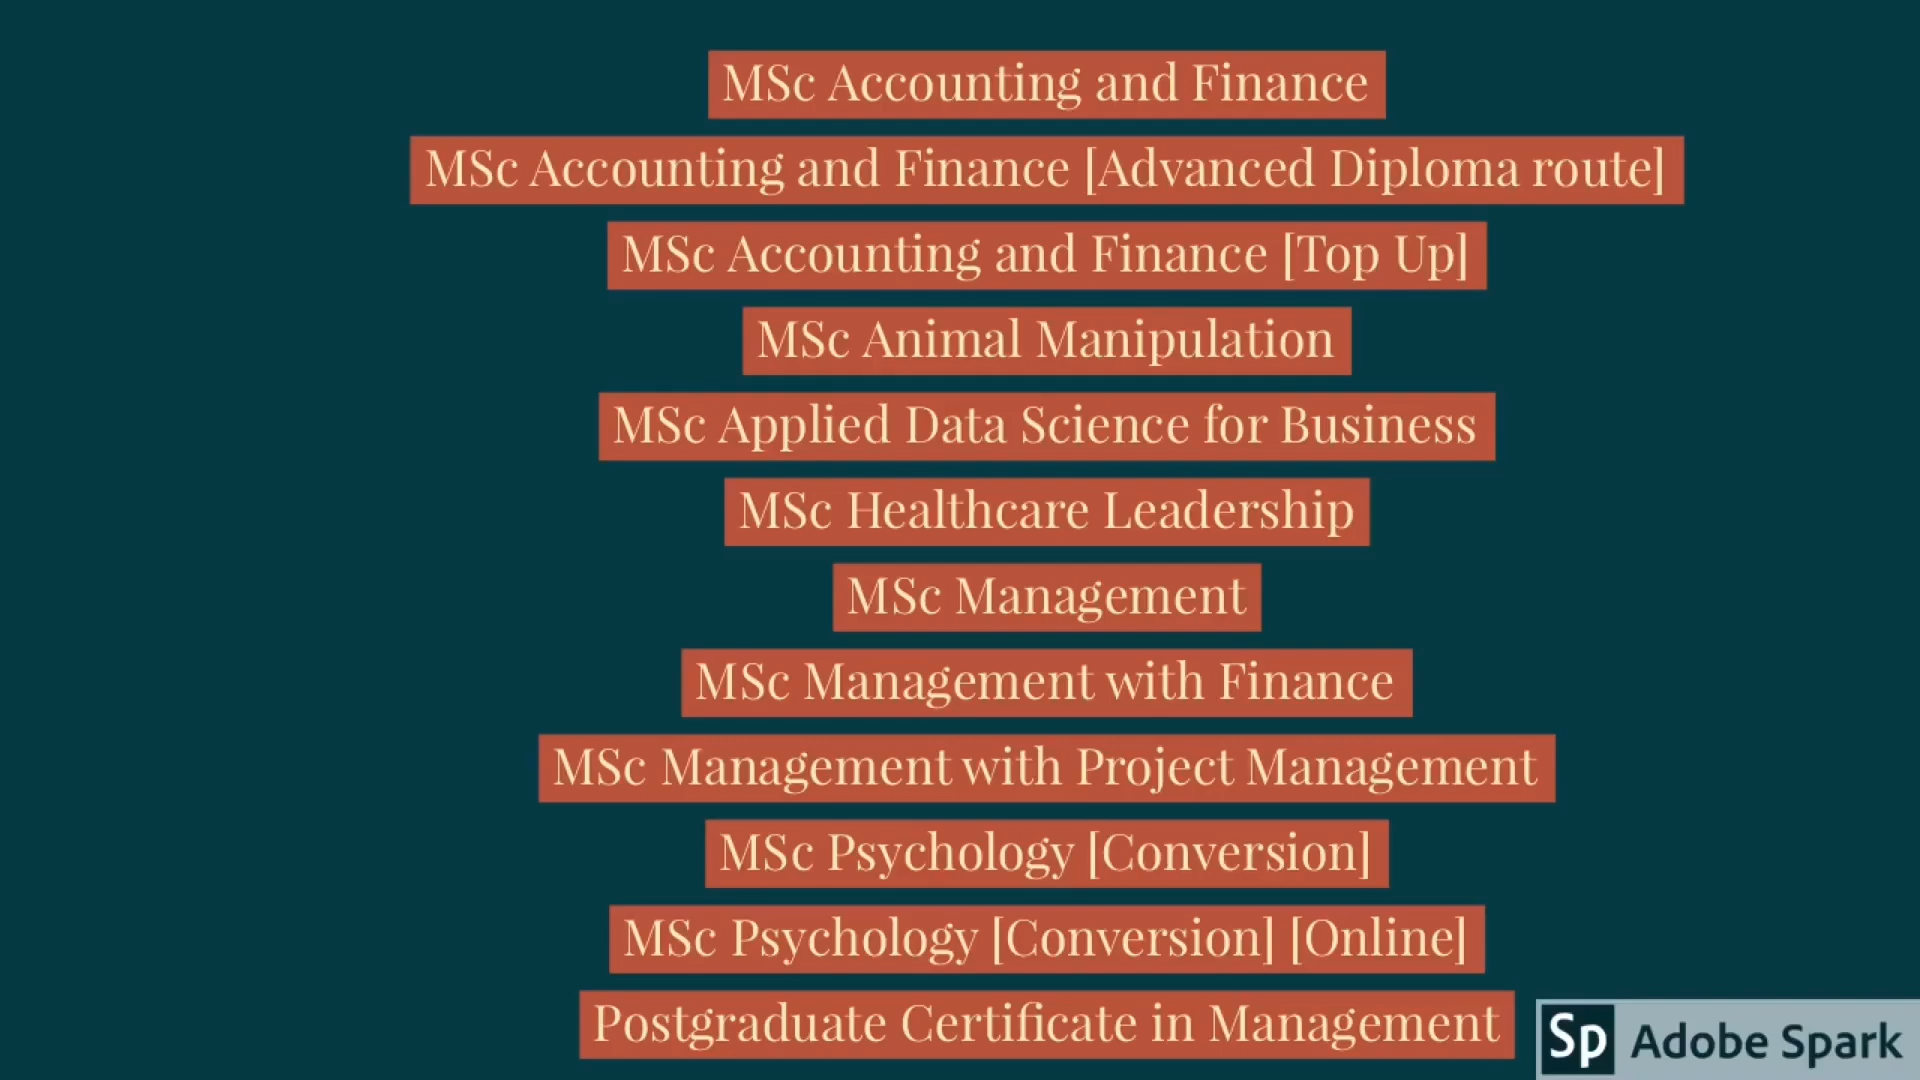 MSc Accounting and Finance
MSc Accounting and Finance [Advanced Diploma route]
MSc Accounting and Finance [Top Up]
MSc Animal Manipulation
MSc Applied Data Science for Business
MSc Healthcare Leadership
MSc Management
MSc Management with Finance
MSc Management with Project Management
MSc Psychology [Conversion]
MSc Psychology [Conversion] [Online]
Postgraduate Certificate in Management
Sp Adobe Spark